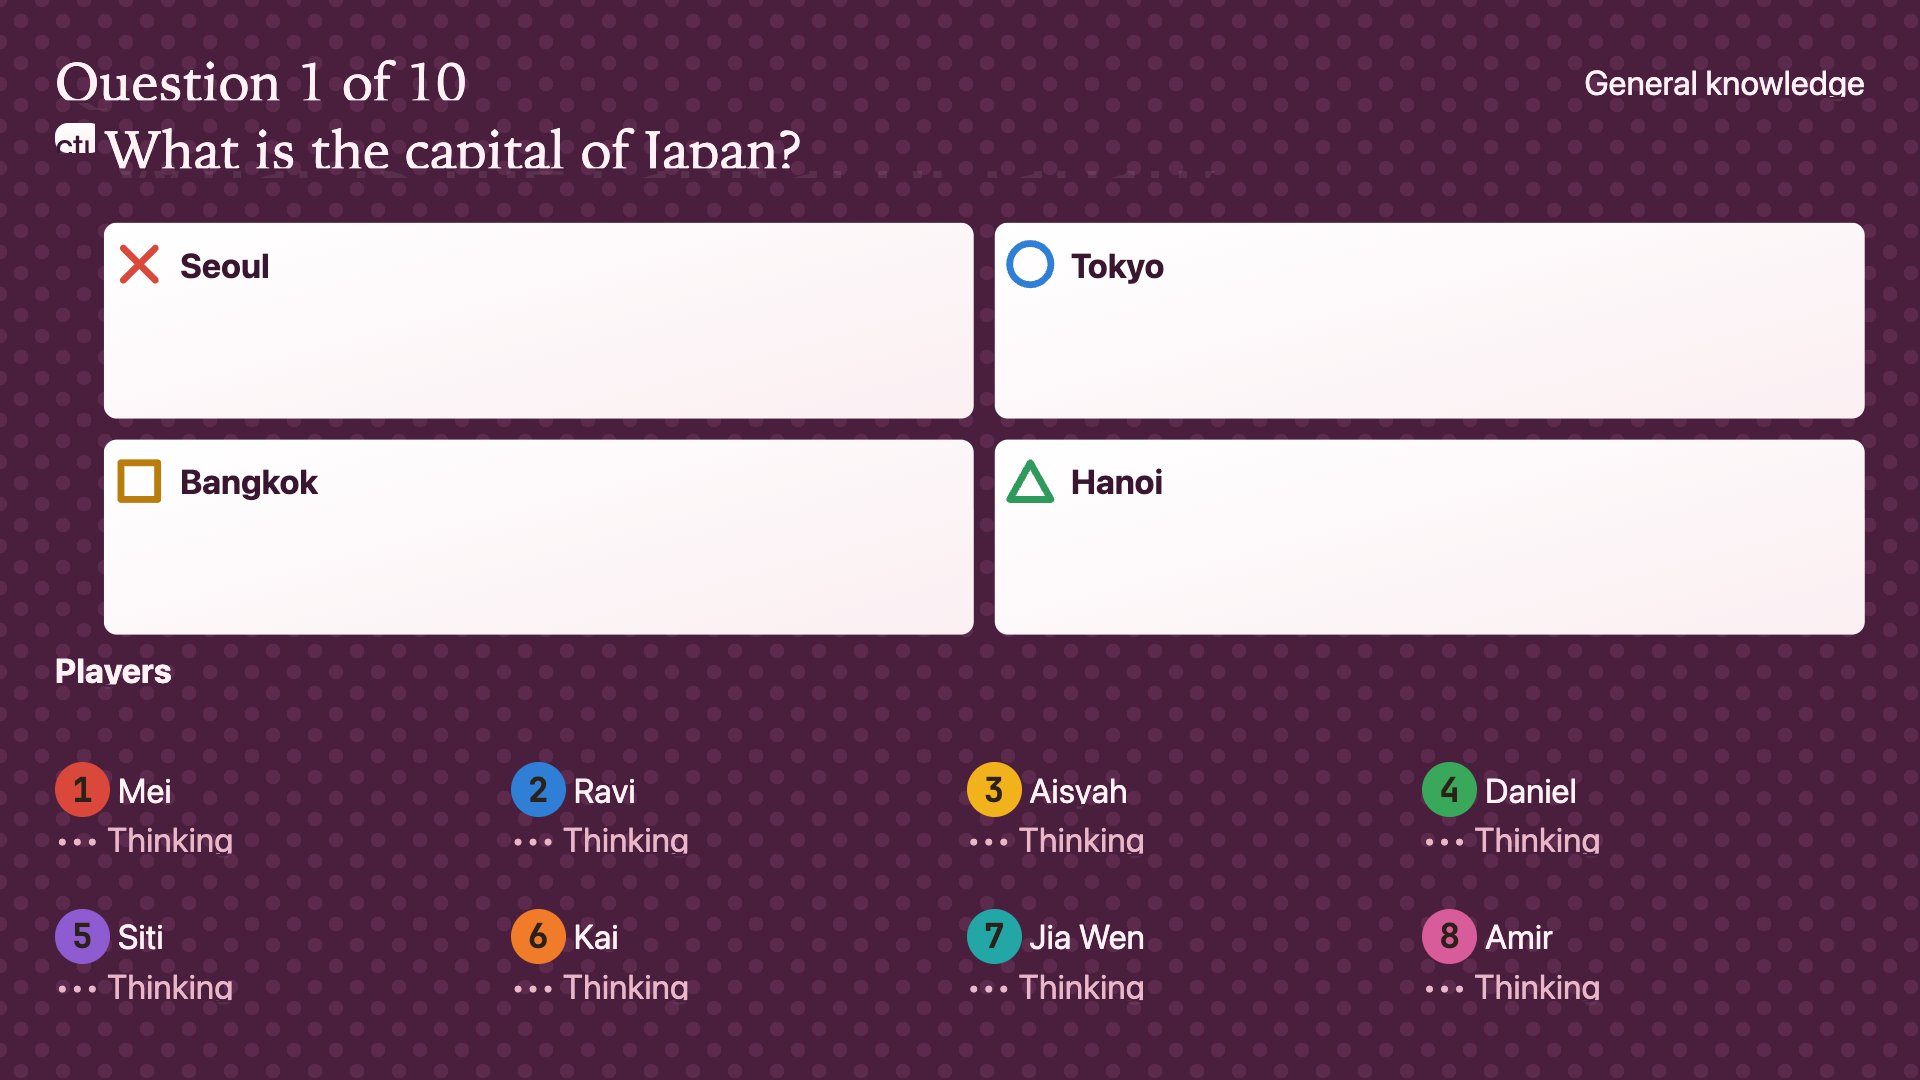 Question 1 of 10
General knowledge
What is the capital of Japan?
Seoul
Tokyo
Bangkok
Hanoi
Players
1 Mei
... Thinking
2 Ravi
... Thinking
3 Aisyah
... Thinking
4 Daniel
... Thinking
5 Siti
... Thinking
6 Kai
... Thinking
7 Jia Wen
... Thinking
8 Amir
... Thinking